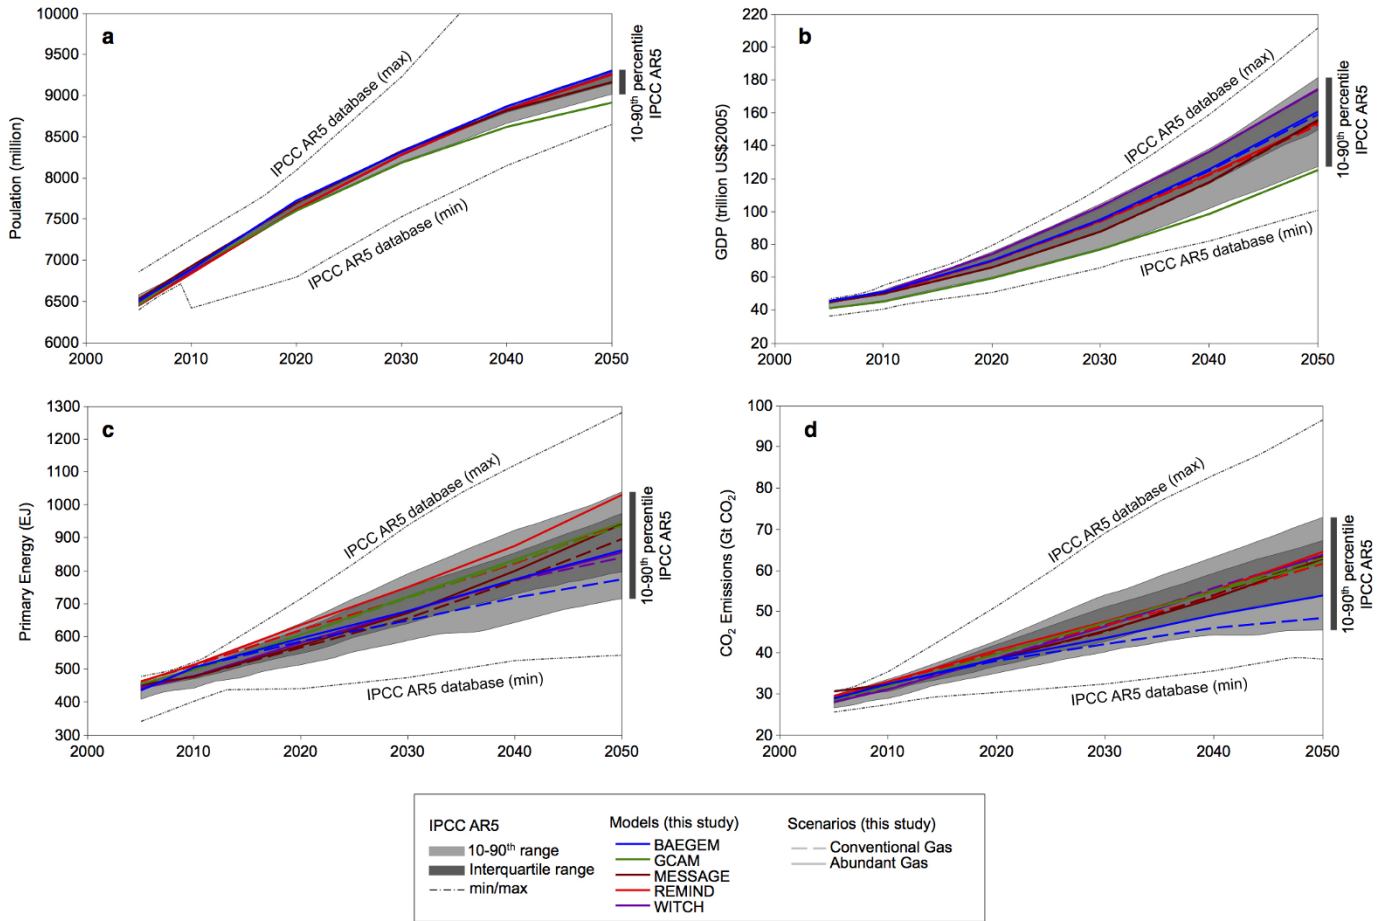 a
10000
9500
9000
8500
8000
7500
7000
6500
6000
Poulation (million)
2000
2010
2020
2030
2040
2050
IPCC AR5 database (max)
IPCC AR5 database (min)
10-90th percentile
IPCC AR5
b
220
200
180
160
140
120
100
80
60
40
20
GDP (trillion US$2005)
2000
2010
2020
2030
2040
2050
IPCC AR5 database (max)
IPCC AR5 database (min)
10-90th percentile
IPCC AR5
c
1300
1200
1100
1000
900
800
700
600
500
400
300
Primary Energy (EJ)
2000
2010
2020
2030
2040
2050
IPCC AR5 database (max)
IPCC AR5 database (min)
10-90th percentile
IPCC AR5
d
100
90
80
70
60
50
40
30
20
CO2 Emissions (Gt CO2)
2000
2010
2020
2030
2040
2050
IPCC AR5 database (max)
IPCC AR5 database (min)
10-90th percentile
IPCC AR5
IPCC AR5
10-90th range
Interquartile range
min/max
Models (this study)
BAEGEM
GCAM
MESSAGE
REMIND
WITCH
Scenarios (this study)
Conventional Gas
Abundant Gas